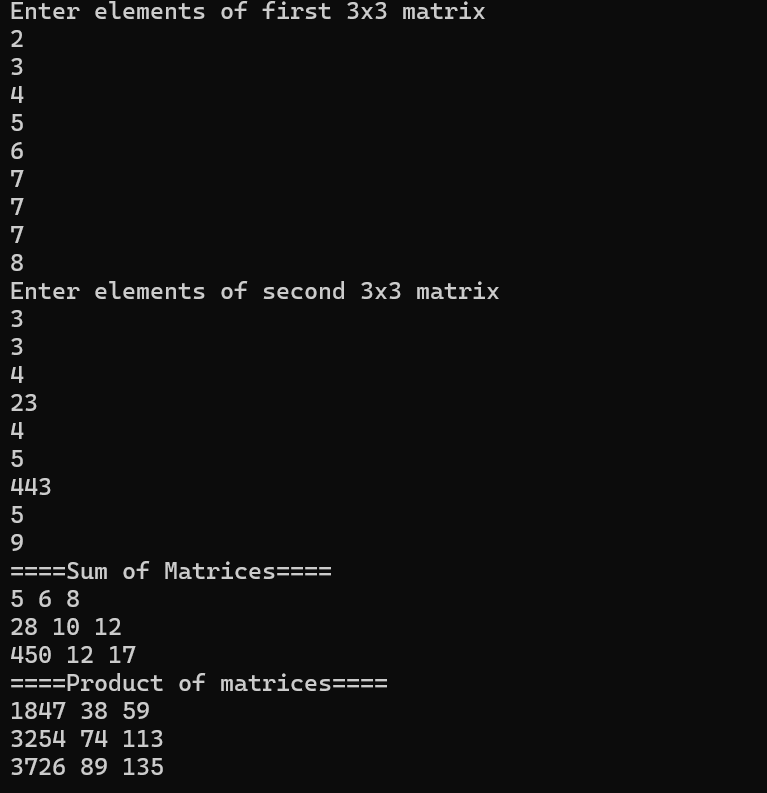 Enter elements of first 3x3 matrix
2
3
4
5
6
7
7
7
8
Enter elements of second 3x3 matrix
3
3
4
23
4
5
443
5
9
====Sum of Matrices====
5 6 8
28 10 12
450 12 17
====Product of matrices====
1847 38 59
3254 74 113
3726 89 135